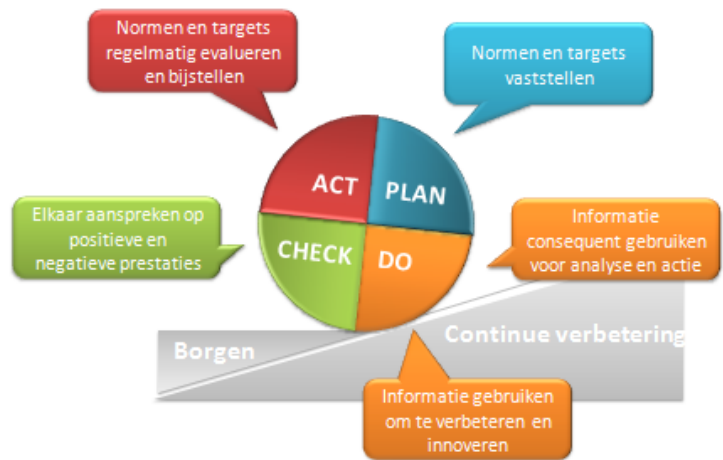 Normen en targets
regelmatig evalueren
en bijstellen
Normen en targets
vaststellen
ACT
PLAN
Elkaar aanspreken op
positieve en
negatieve prestaties
CHECK
DO
Informatie
consequent gebruiken
voor analyse en actie
Borgen
Continue verbetering
Informatie gebruiken
om te verbeteren en
innoveren